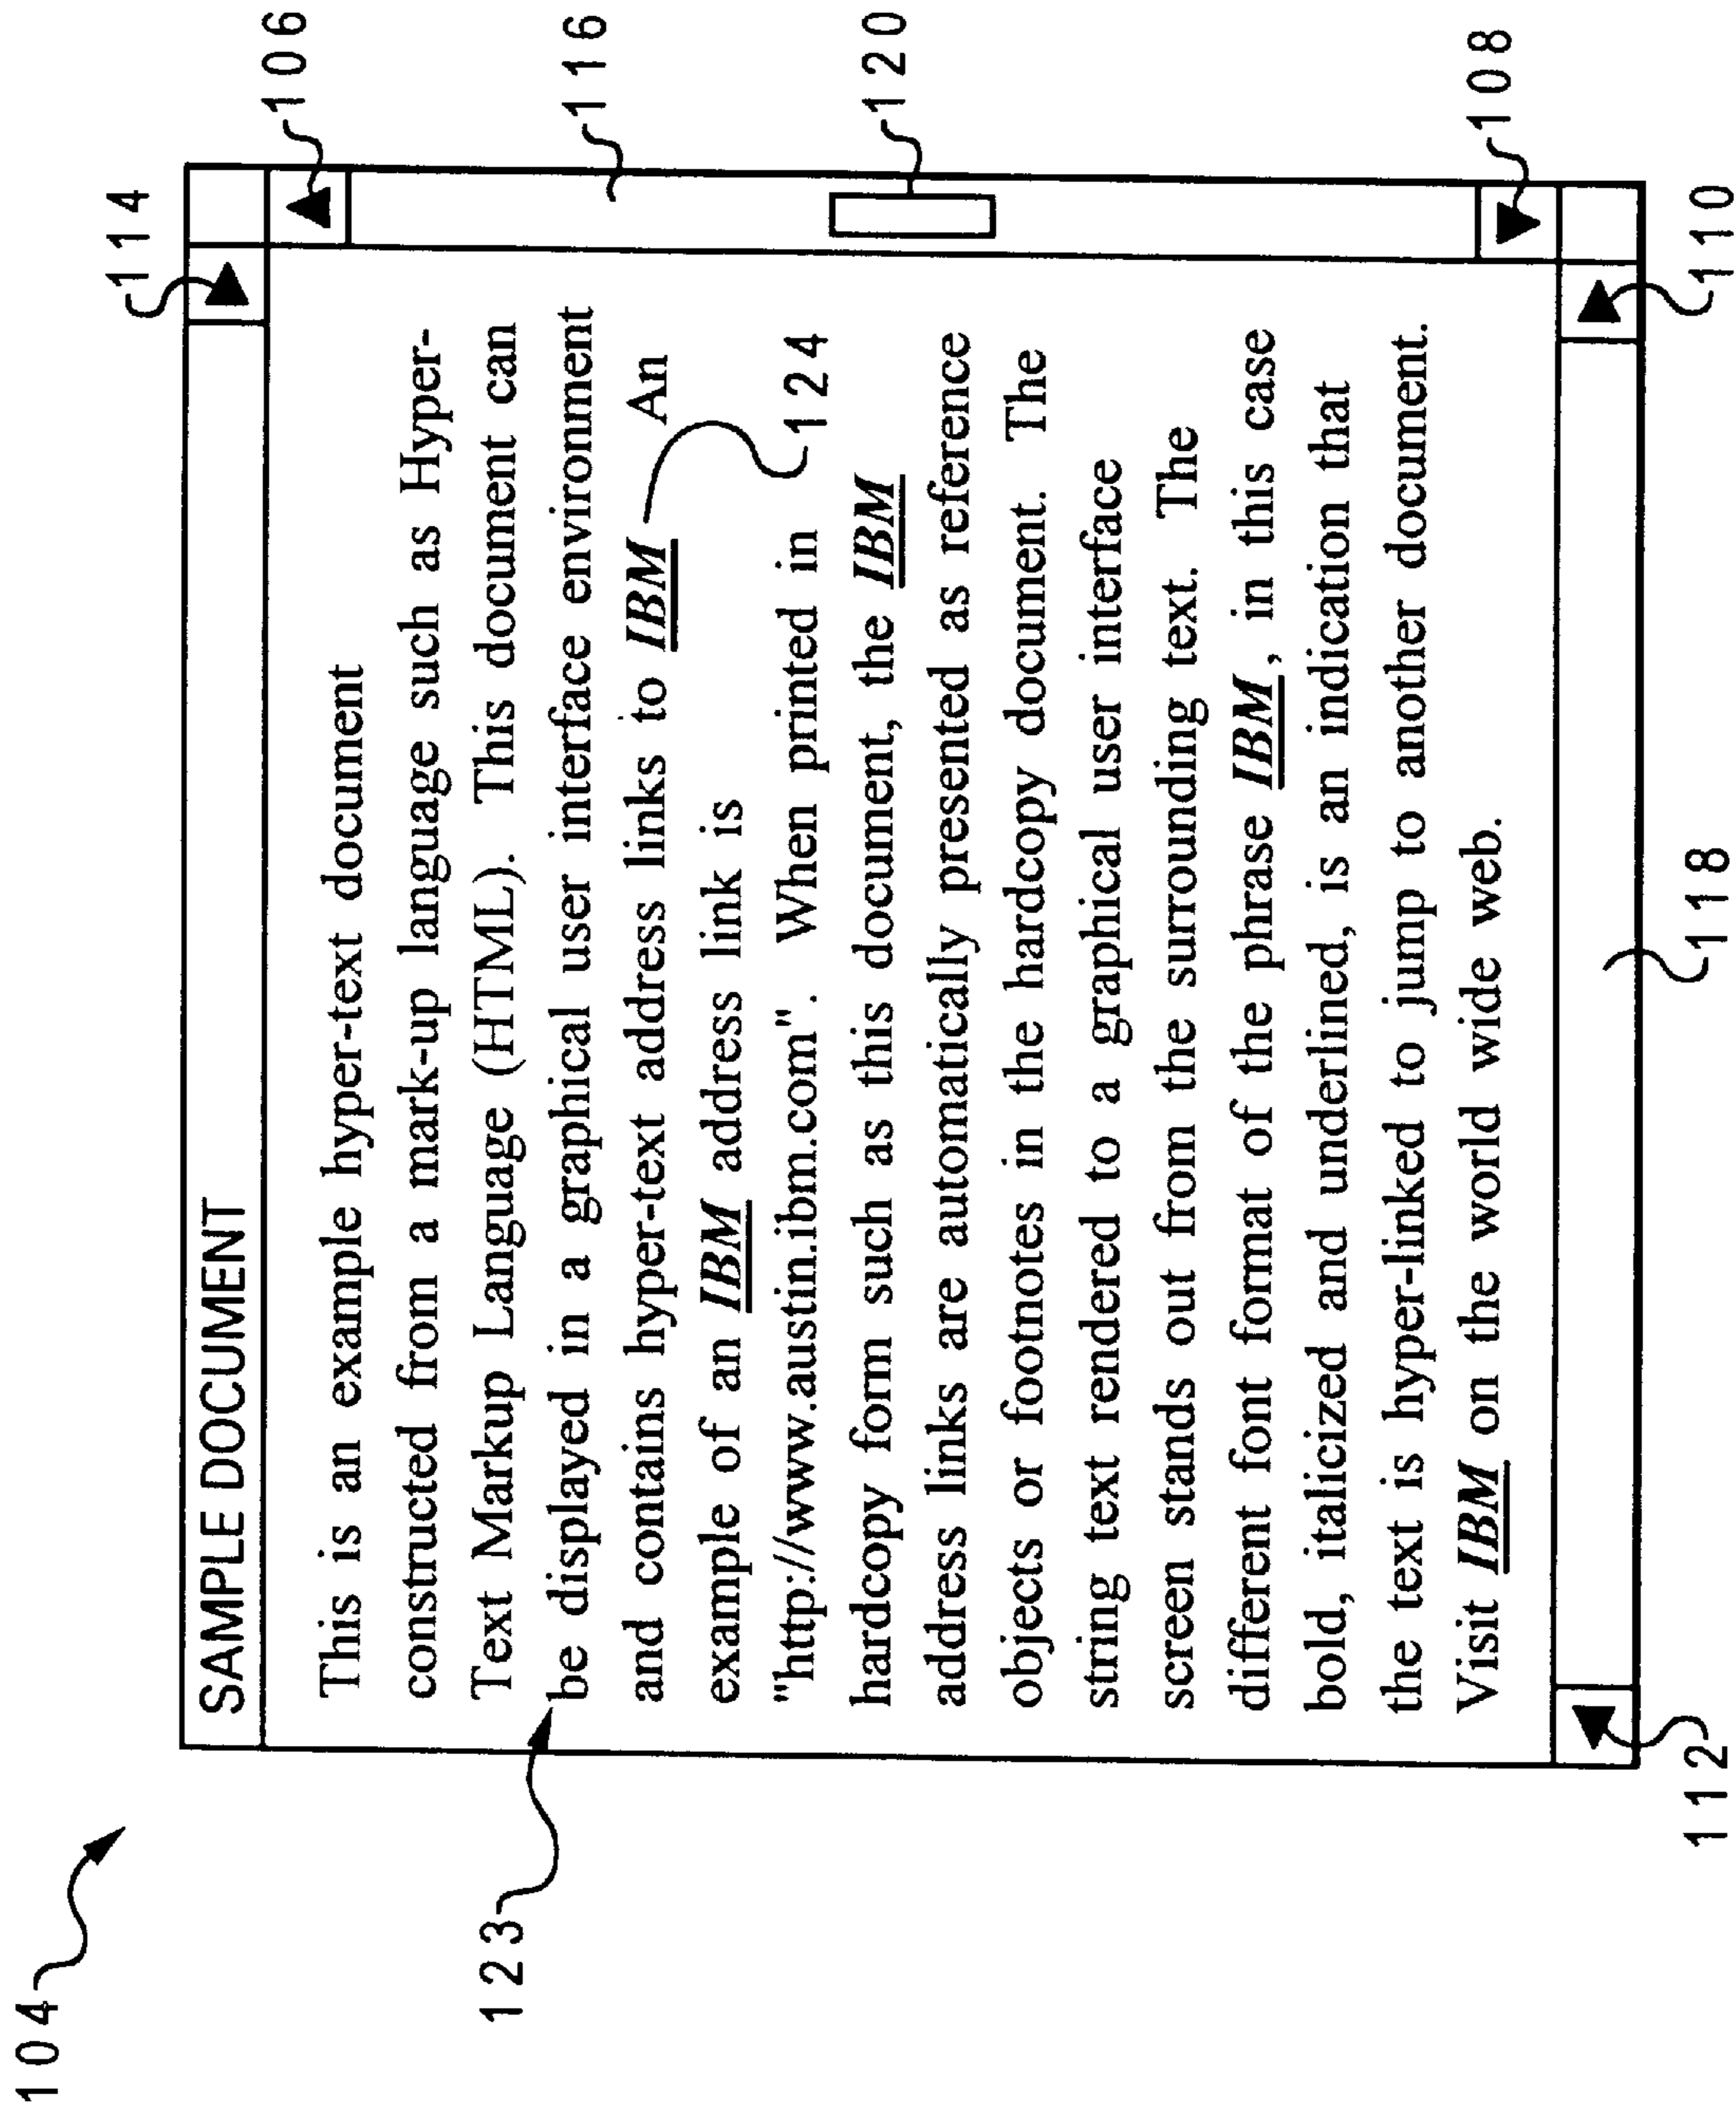 104
114
SAMPLE DOCUMENT
106
This is an example hyper-text document
constructed from a mark-up language such as Hyper-
Text Markup Language (HTML). This document can
123
be displayed in a graphical user interface environment
116
and contains hyper-text address links to IBM An
example of an IBM address link is
124
"http://www.austin.ibm.com". When printed in
hardcopy form such as this document, the IBM
120
address links are automatically presented as reference
objects or footnotes in the hardcopy document. The
string text rendered to a graphical user interface
screen stands out from the surrounding text. The
different font format of the phrase IBM, in this case
bold, italicized and underlined, is an indication that
the text is hyper-linked to jump to another document.
Visit IBM on the world wide web.
108
112
118
110